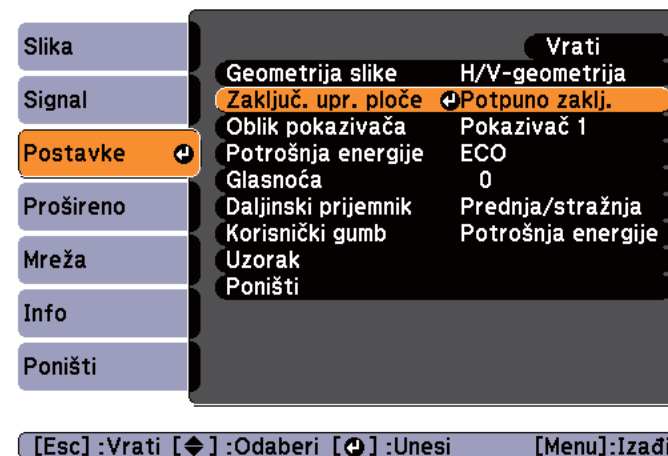 Slika
Signal
Postavke
Prošireno
Mreža
Info
Poništi
Vrati
Geometrija slike H/V-geometrija
Zaključ. upr. ploče Potpuno zaklj.
Oblik pokazivača Pokazivač 1
Potrošnja energije ECO
Glasnoća 0
Daljinski prijemnik Prednja/stražnja
Korisnički gumb Potrošnja energije
Uzorak
Poništi
[Esc] :Vrati [◆] :Odaberi [↵] :Unesi [Menu]:Izađi